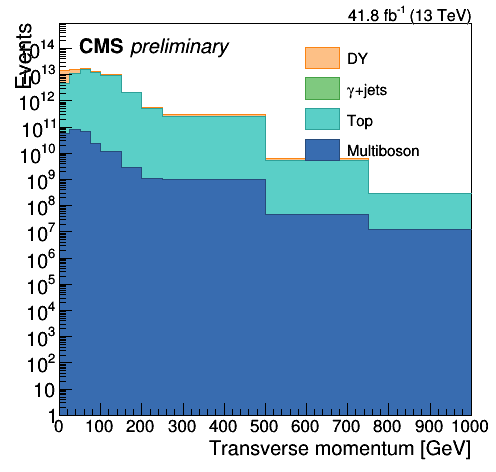 41.8 fb⁻¹ (13 TeV)
Events
CMS preliminary
DY
γ+jets
Top
Multiboson
10¹⁴
10¹³
10¹²
10¹¹
10¹⁰
10⁹
10⁸
10⁷
10⁶
10⁵
10⁴
10³
10²
10
1
0 100 200 300 400 500 600 700 800 900 1000
Transverse momentum [GeV]